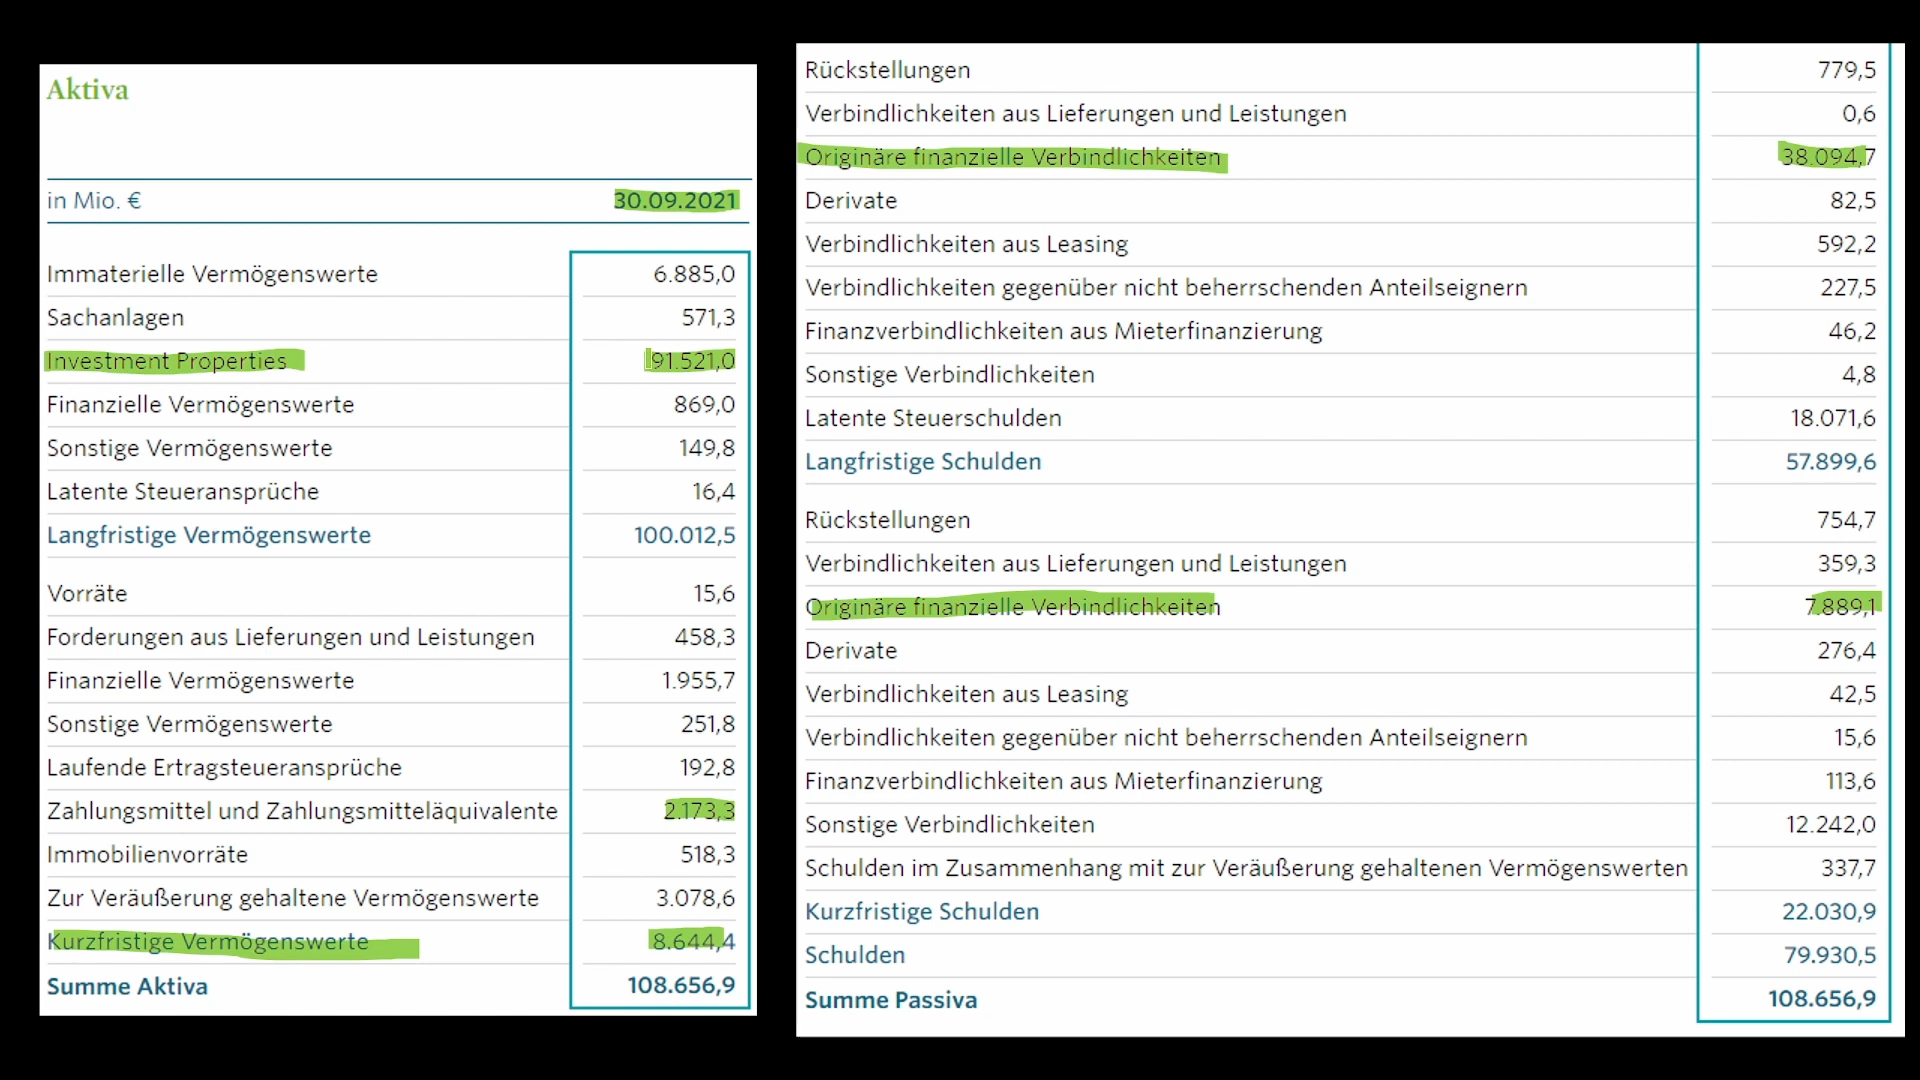 Aktiva
in Mio. € 30.09.2021
Immaterielle Vermögenswerte 6.885,0
Sachanlagen 571,3
Investment Properties 91.521,0
Finanzielle Vermögenswerte 869,0
Sonstige Vermögenswerte 149,8
Latente Steueransprüche 16,4
Langfristige Vermögenswerte 100.012,5
Vorräte 15,6
Forderungen aus Lieferungen und Leistungen 458,3
Finanzielle Vermögenswerte 1.955,7
Sonstige Vermögenswerte 251,8
Laufende Ertragsteueransprüche 192,8
Zahlungsmittel und Zahlungsmitteläquivalente 2.173,3
Immobilienvorräte 518,3
Zur Veräußerung gehaltene Vermögenswerte 3.078,6
Kurzfristige Vermögenswerte 8.644,4
Summe Aktiva 108.656,9
Rückstellungen 779,5
Verbindlichkeiten aus Lieferungen und Leistungen 0,6
Originäre finanzielle Verbindlichkeiten 38.094,7
Derivate 82,5
Verbindlichkeiten aus Leasing 592,2
Verbindlichkeiten gegenüber nicht beherrschenden Anteilseignern 227,5
Finanzverbindlichkeiten aus Mieterfinanzierung 46,2
Sonstige Verbindlichkeiten 4,8
Latente Steuerschulden 18.071,6
Langfristige Schulden 57.899,6
Rückstellungen 754,7
Verbindlichkeiten aus Lieferungen und Leistungen 359,3
Originäre finanzielle Verbindlichkeiten 7.889,1
Derivate 276,4
Verbindlichkeiten aus Leasing 42,5
Verbindlichkeiten gegenüber nicht beherrschenden Anteilseignern 15,6
Finanzverbindlichkeiten aus Mieterfinanzierung 113,6
Sonstige Verbindlichkeiten 12.242,0
Schulden im Zusammenhang mit zur Veräußerung gehaltenen Vermögenswerten 337,7
Kurzfristige Schulden 22.030,9
Schulden 79.930,5
Summe Passiva 108.656,9